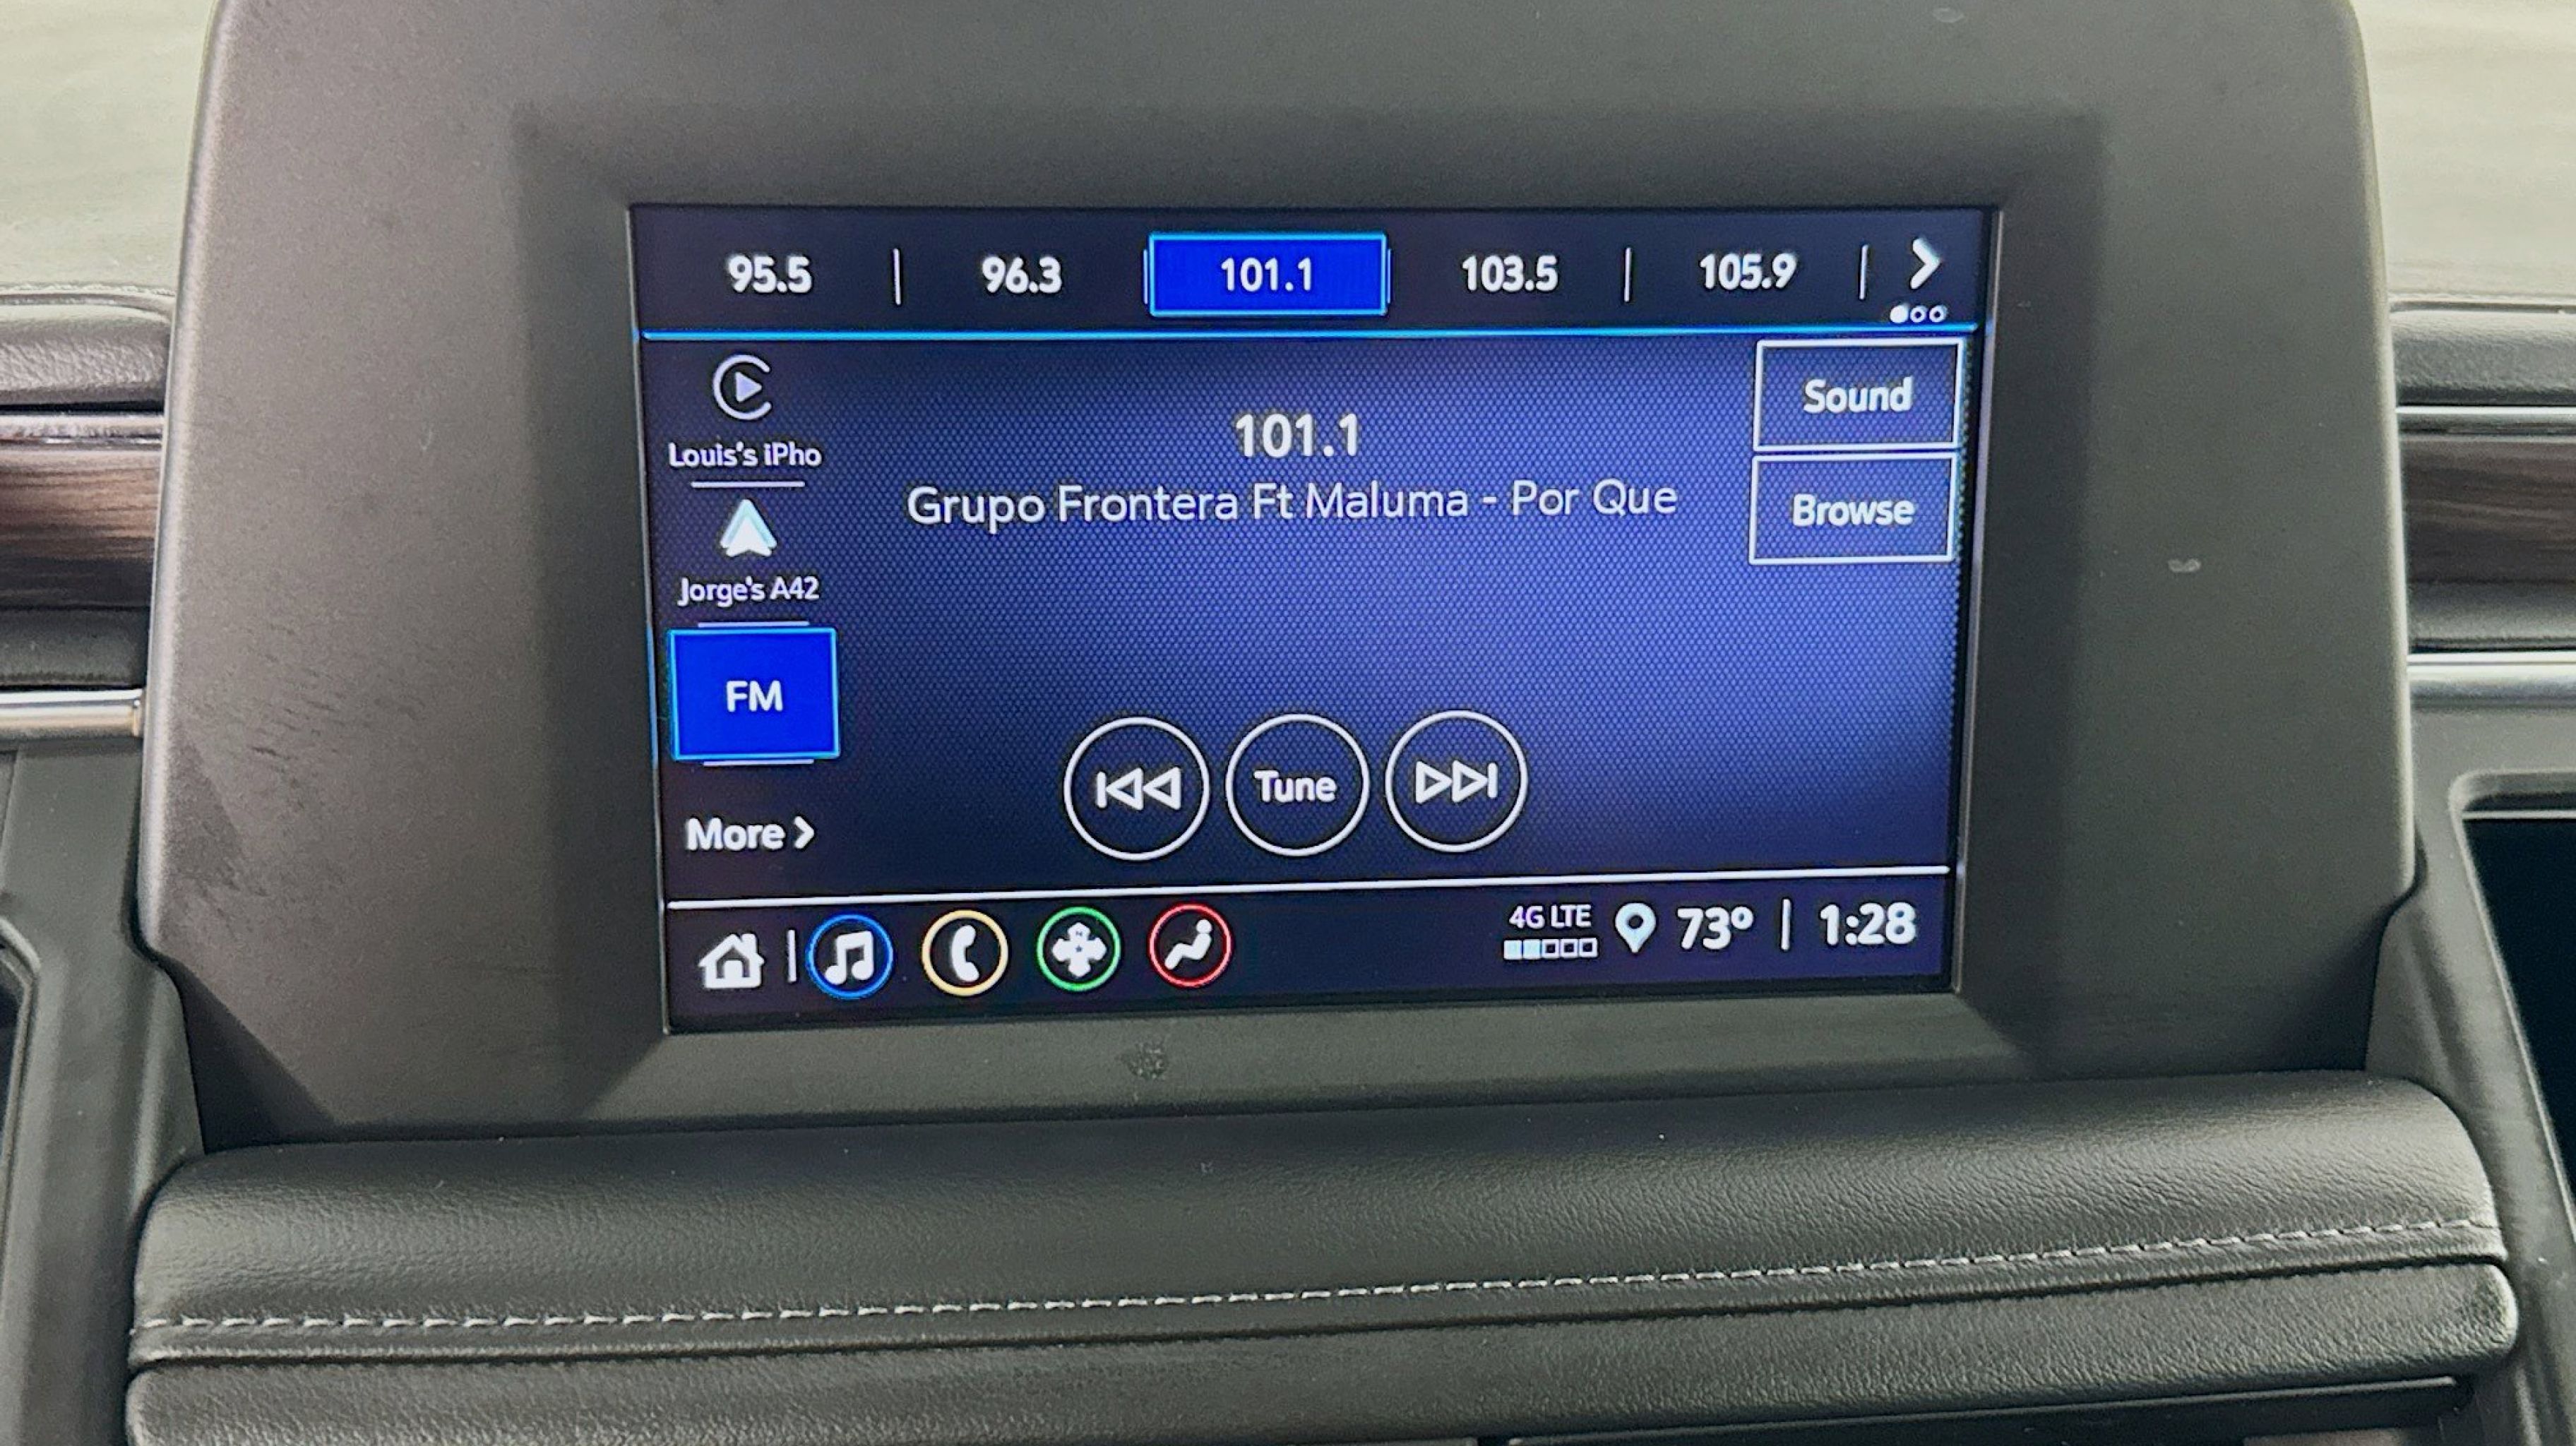 95.5 | 96.3 101.1 103.5 | 105.9 |
Louis's iPho
Jorge's A42
FM
More
101.1
Grupo Frontera Ft Maluma - Por Que
Sound
Browse
Tune
4G LTE
73° | 1:28